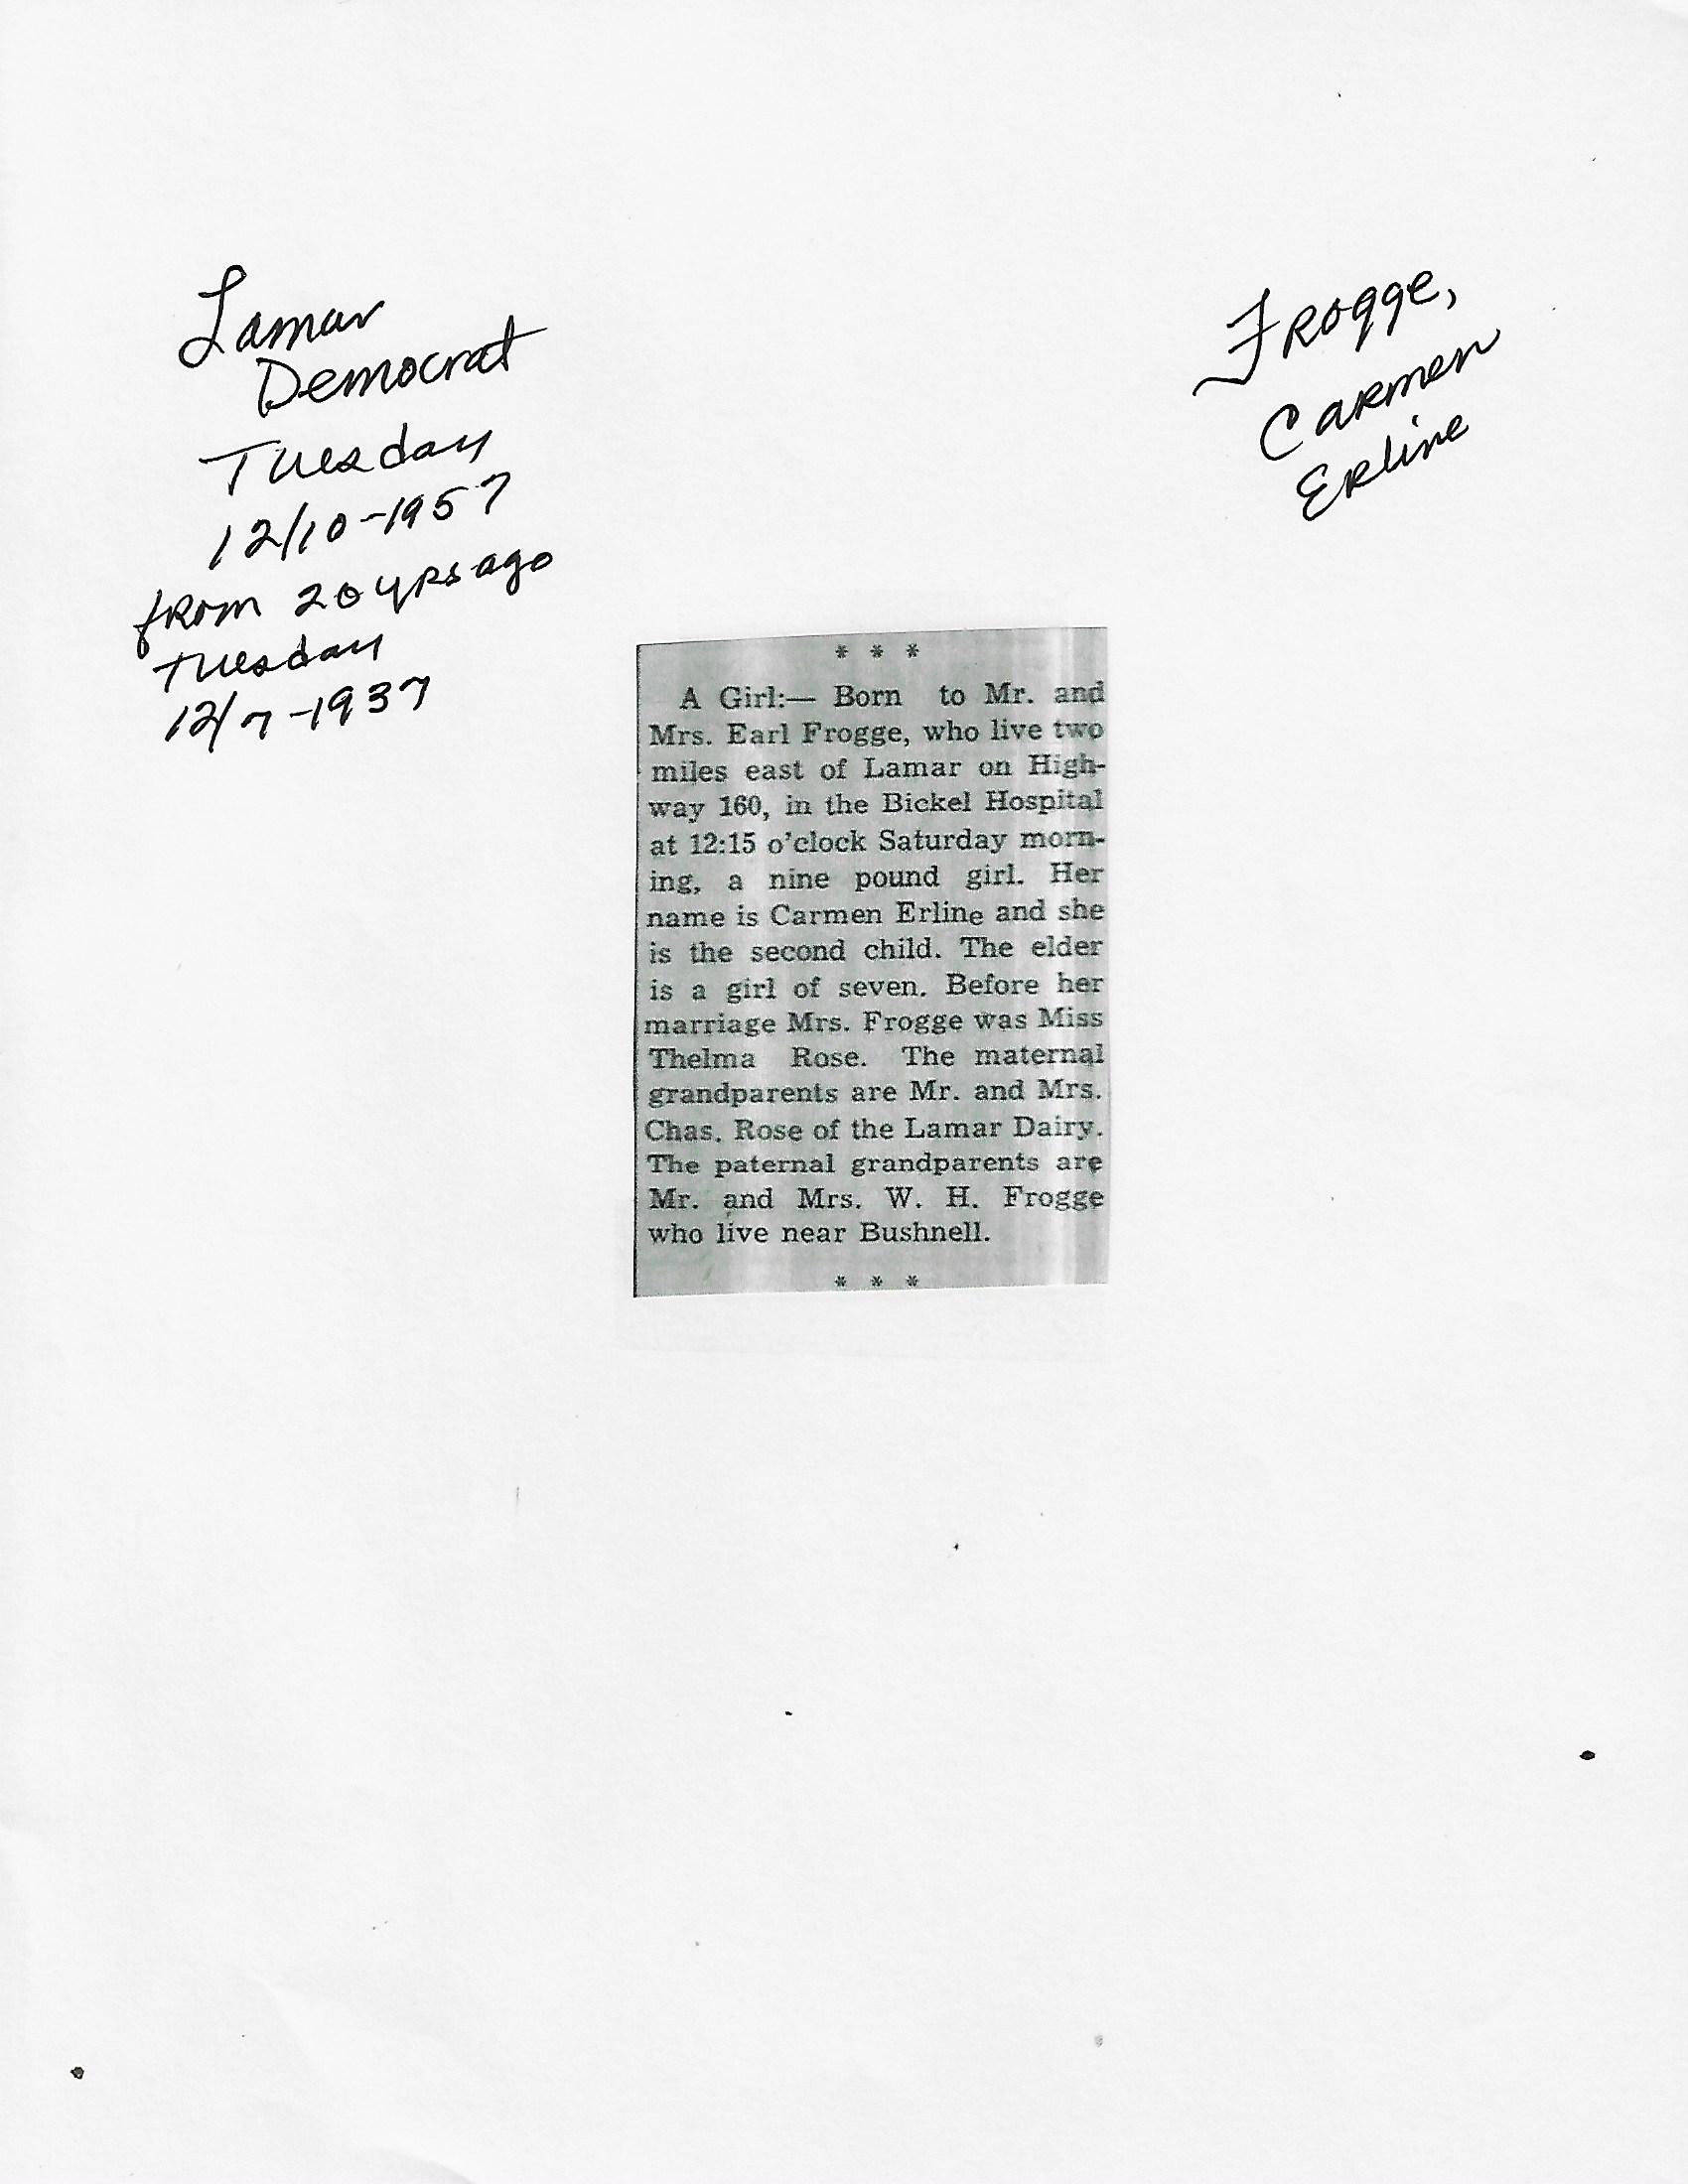 Lamar
Democrat
Tuesday
12/10-1957
from 20 yrs ago
Tuesday
12/7-1937
Frogge,
Carmen
Erline
* * *
A Girl:— Born to Mr. and
Mrs. Earl Frogge, who live two
miles east of Lamar on High-
way 160, in the Bickel Hospital
at 12:15 o'clock Saturday morn-
ing, a nine pound girl. Her
name is Carmen Erline and she
is the second child. The elder
is a girl of seven. Before her
marriage Mrs. Frogge was Miss
Thelma Rose. The maternal
grandparents are Mr. and Mrs.
Chas. Rose of the Lamar Dairy.
The paternal grandparents are
Mr. and Mrs. W. H. Frogge
who live near Bushnell.
* * *